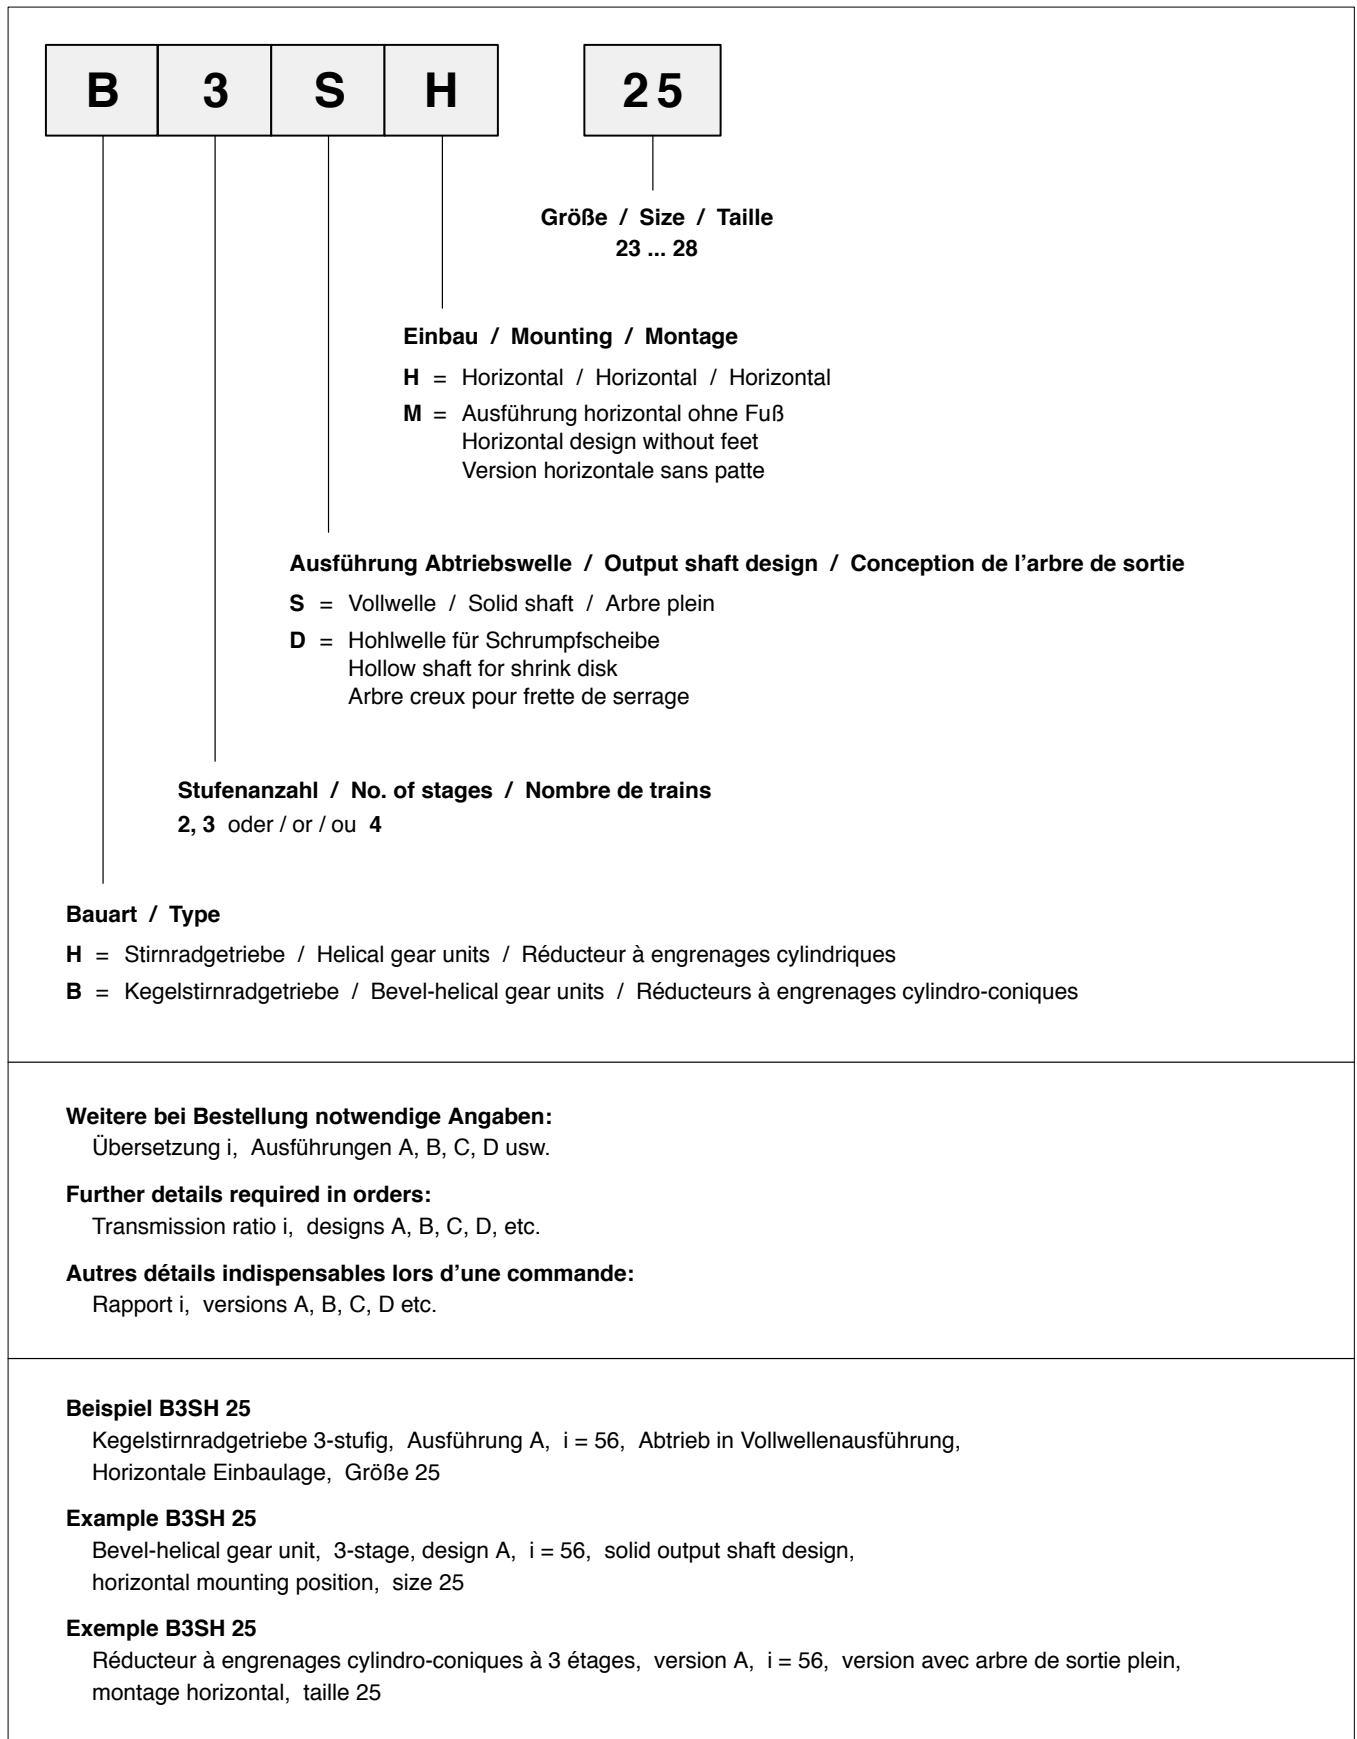 B 3 S H 25
Größe / Size / Taille
23 ... 28
Einbau / Mounting / Montage
H = Horizontal / Horizontal / Horizontal
M = Ausführung horizontal ohne Fuß
Horizontal design without feet
Version horizontale sans patte
Ausführung Abtriebswelle / Output shaft design / Conception de l'arbre de sortie
S = Vollwelle / Solid shaft / Arbre plein
D = Hohlwelle für Schrumpfscheibe
Hollow shaft for shrink disk
Arbre creux pour frette de serrage
Stufenanzahl / No. of stages / Nombre de trains
2, 3 oder / or / ou 4
Bauart / Type
H = Stirnradgetriebe / Helical gear units / Réducteur à engrenages cylindriques
B = Kegelstirnradgetriebe / Bevel-helical gear units / Réducteurs à engrenages cylindro-coniques
Weitere bei Bestellung notwendige Angaben:
Übersetzung i, Ausführungen A, B, C, D usw.
Further details required in orders:
Transmission ratio i, designs A, B, C, D, etc.
Autres détails indispensables lors d'une commande:
Rapport i, versions A, B, C, D etc.
Beispiel B3SH 25
Kegelstirnradgetriebe 3-stufig, Ausführung A, i = 56, Abtrieb in Vollwellenausführung,
Horizontale Einbaulage, Größe 25
Example B3SH 25
Bevel-helical gear unit, 3-stage, design A, i = 56, solid output shaft design,
horizontal mounting position, size 25
Exemple B3SH 25
Réducteur à engrenages cylindro-coniques à 3 étages, version A, i = 56, version avec arbre de sortie plein,
montage horizontal, taille 25